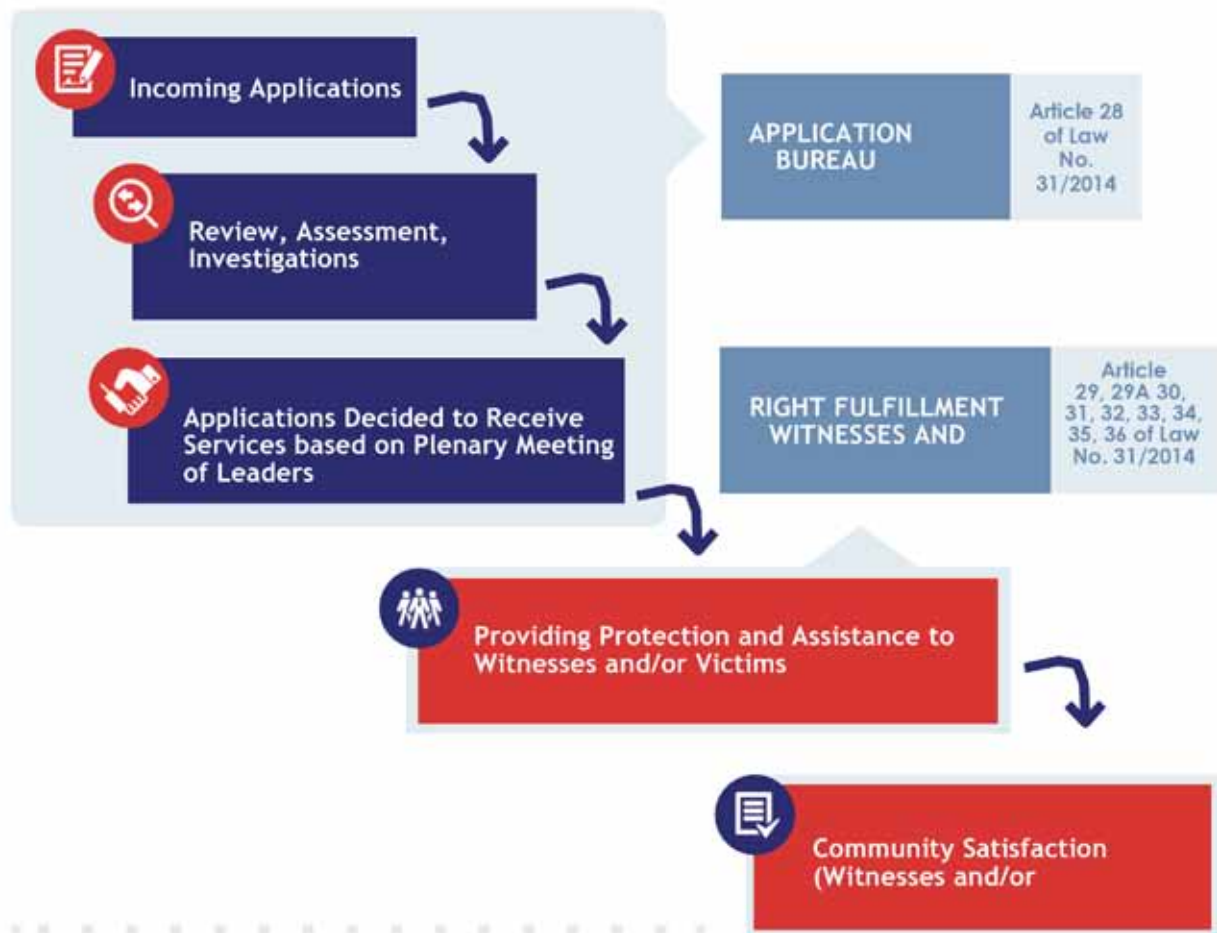 Incoming Applications
Review, Assessment,
Investigations
Applications Decided to Receive
Services based on Plenary Meeting
of Leaders
APPLICATION
BUREAU
Article 28
of Law
No.
31/2014
RIGHT FULFILLMENT
WITNESSES AND
Article
29, 29A 30,
31, 32, 33, 34,
35, 36 of Law
No. 31/2014
Providing Protection and Assistance to
Witnesses and/or Victims
Community Satisfaction
(Witnesses and/or